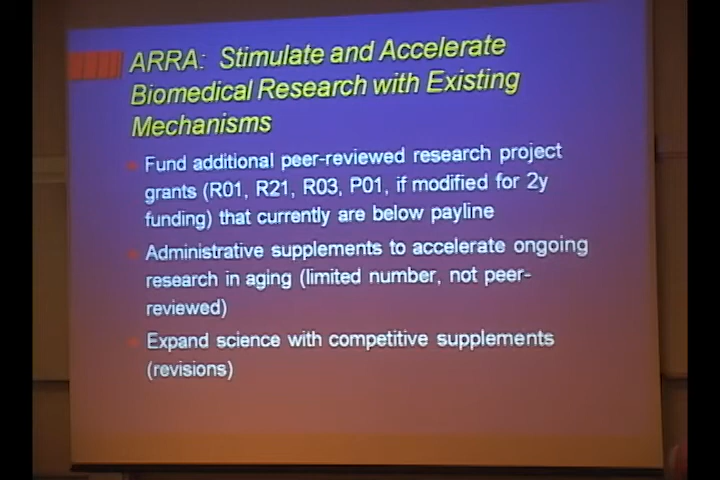 ARRA: Stimulate and Accelerate
Biomedical Research with Existing
Mechanisms
Fund additional peer-reviewed research project
grants (R01, R21, R03, P01, if modified for 2y
funding) that currently are below payline
Administrative supplements to accelerate ongoing
research in aging (limited number, not peer-
reviewed)
Expand science with competitive supplements
(revisions)